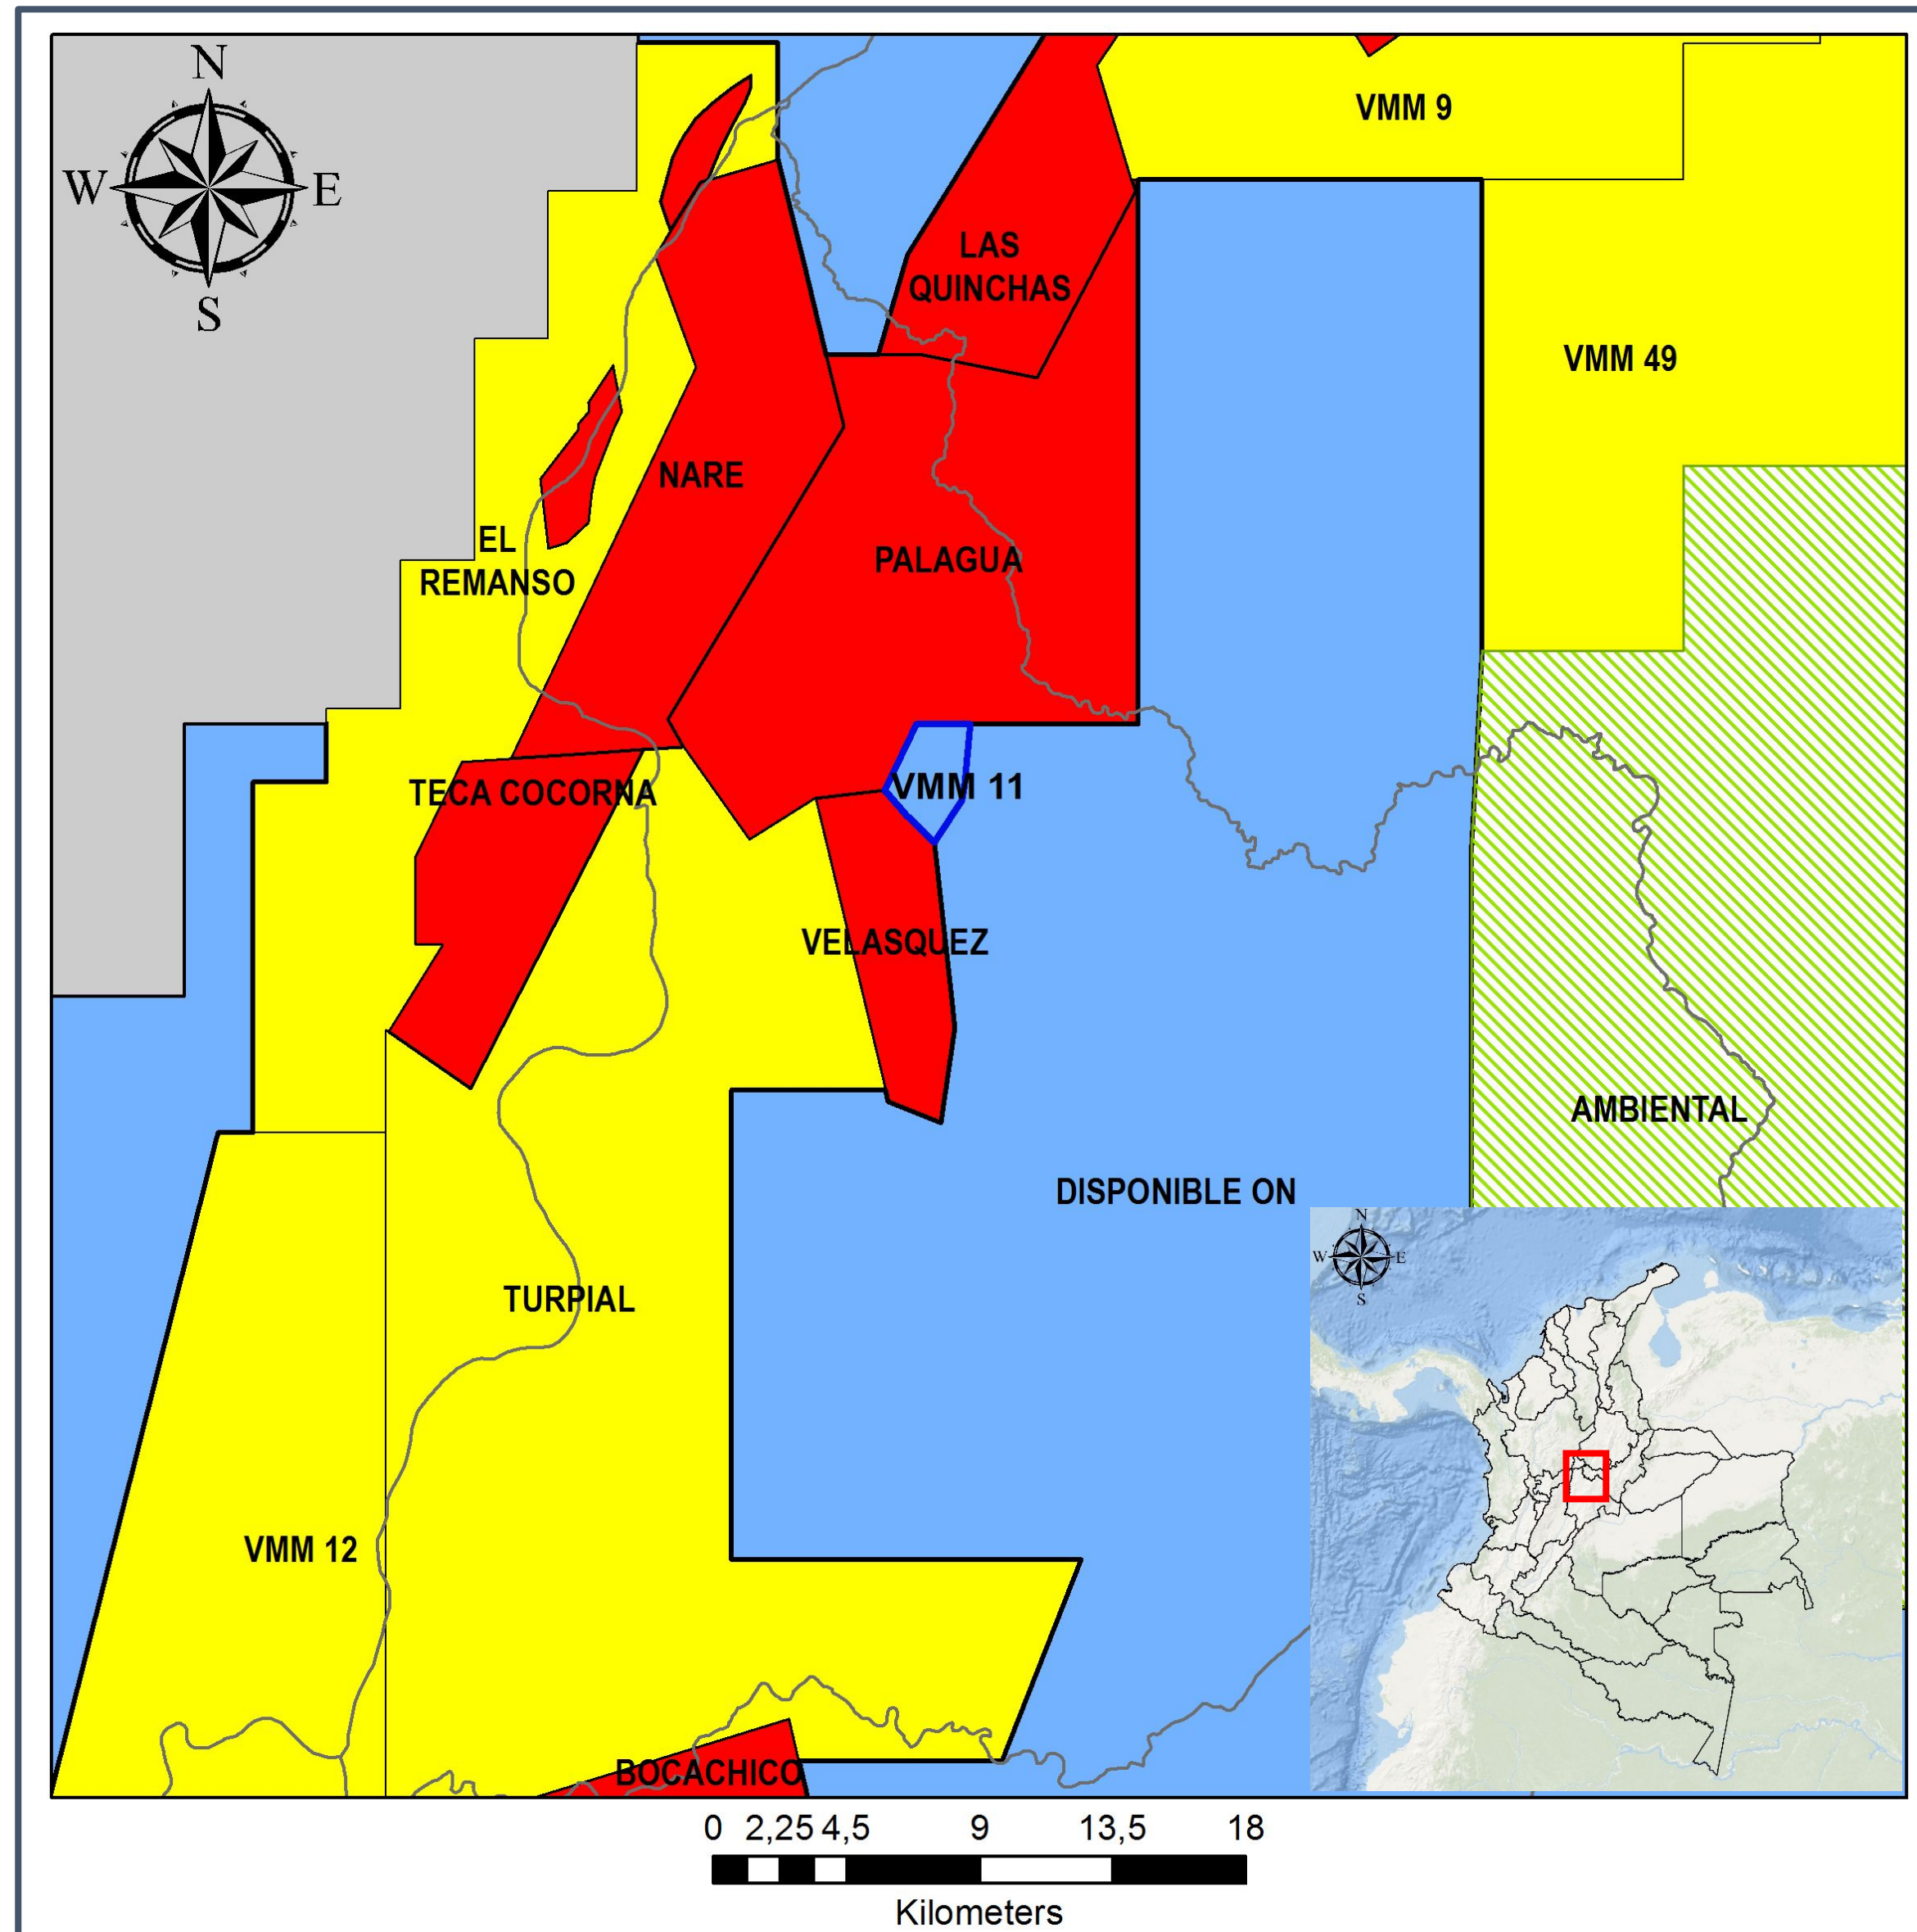 N
W E
S
VMM 9
LAS
QUINCHAS
VMM 49
NARE
EL
REMANSO
PALAGUA
TECA COCORNA
VMM 11
VELASQUEZ
AMBIENTAL
DISPONIBLE ON
N
W E
S
TURPIAL
VMM 12
BOCACHICO
0 2,25 4,5 9 13,5 18
Kilometers